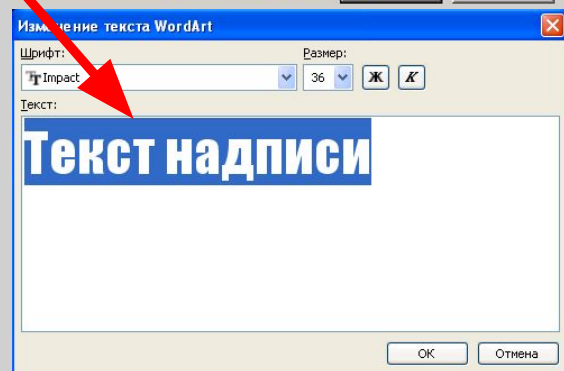 Изменение текста WordArt
Шрифт: Размер:
Impact 36 Ж К
Текст:
Текст надписи
ОК Отмена